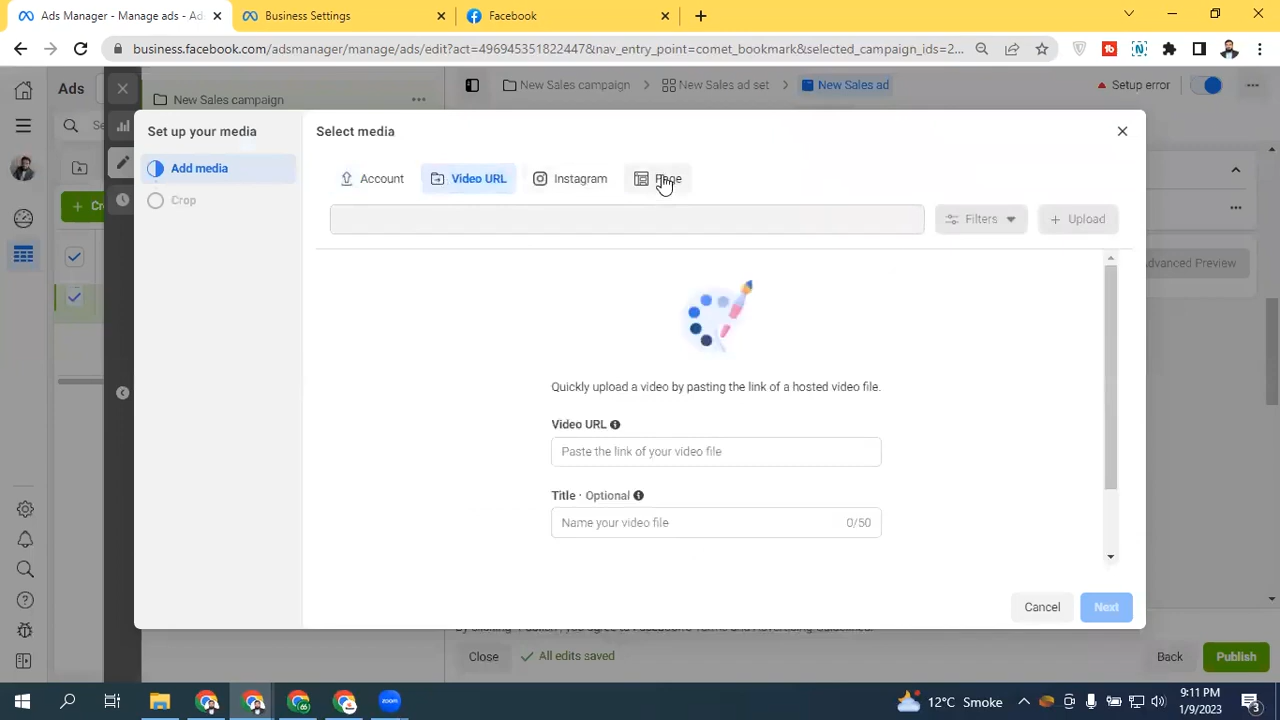 Ads Manager - Manage ads - Ad
Business Settings
Facebook
business.facebook.com/adsmanager/manage/ads/edit?act=496945351822447&nav_entry_point=comet_bookmark&selected_campaign_ids=2...
Ads
New Sales campaign
New Sales campaign
New Sales ad set
New Sales ad
Setup error
Set up your media
Select media
Add media
Crop
Account
Video URL
Instagram
Page
Filters
+ Upload
Advanced Preview
Quickly upload a video by pasting the link of a hosted video file.
Video URL
Paste the link of your video file
Title · Optional
Name your video file
0/50
Cancel
Next
Close
All edits saved
Back
Publish
12°C Smoke
9:11 PM
1/9/2023
3
zoom